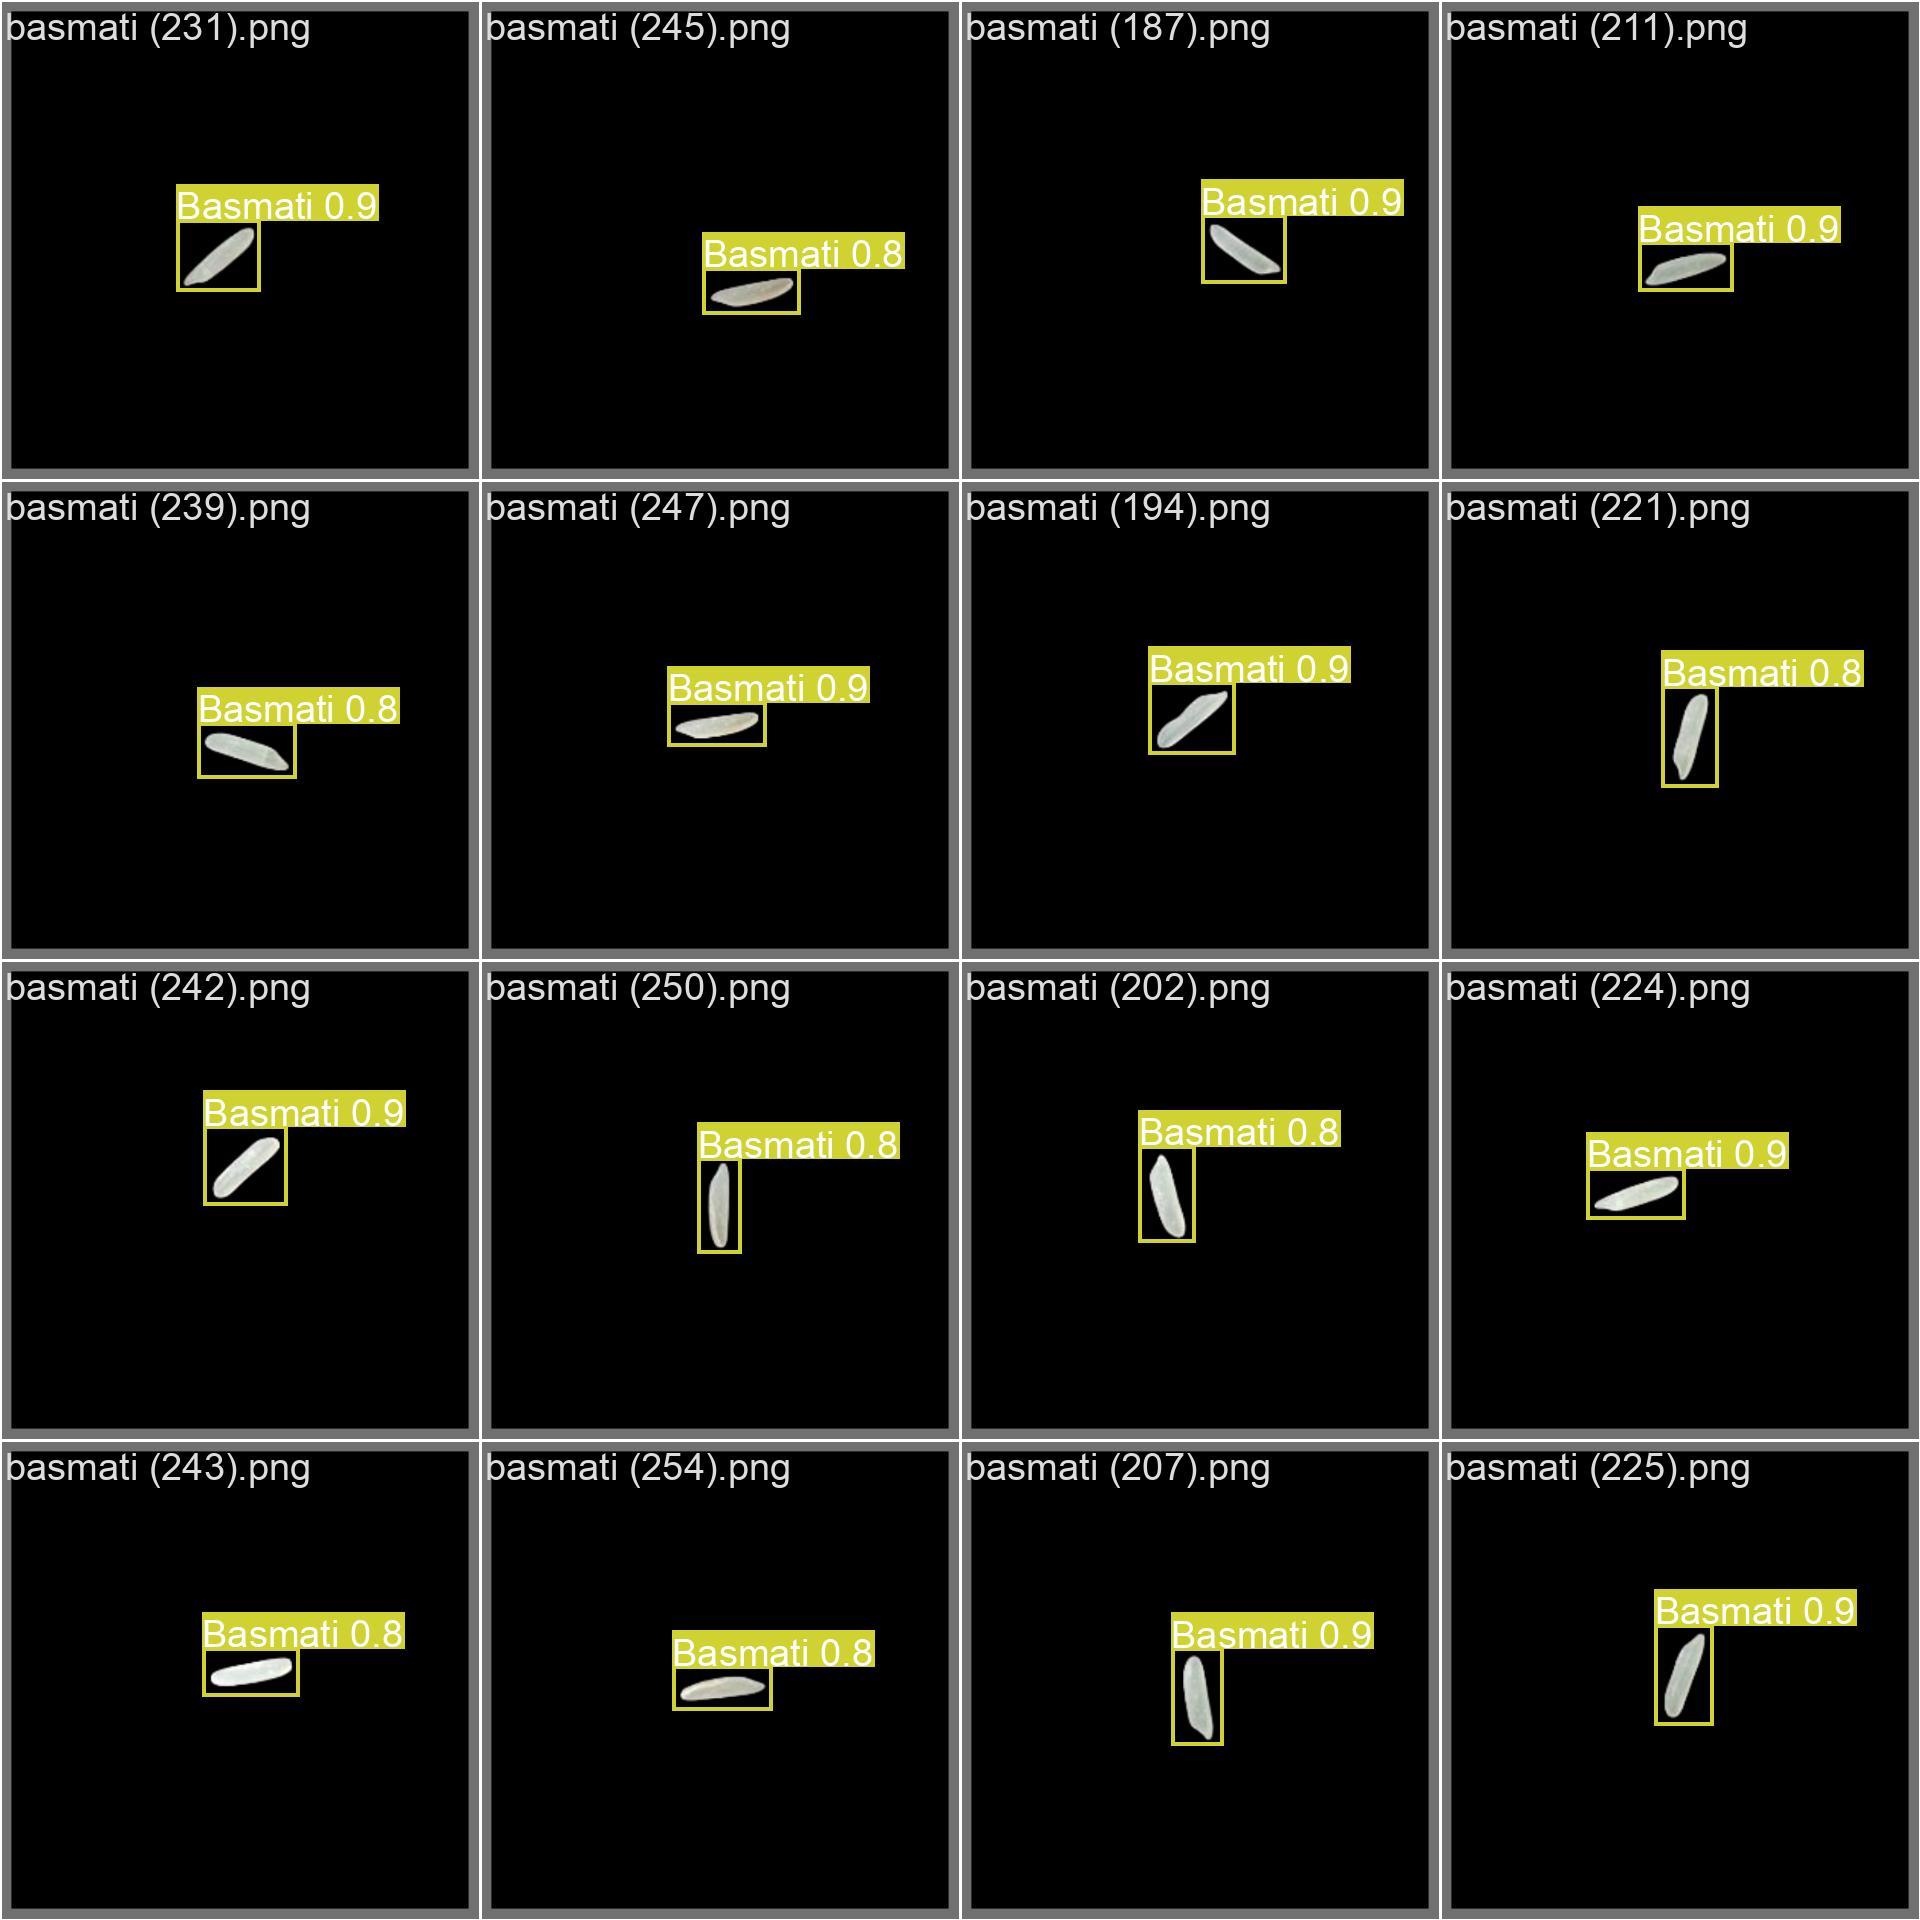 basmati (231).png
Basmati 0.9
basmati (245).png
Basmati 0.8
basmati (187).png
Basmati 0.9
basmati (211).png
Basmati 0.9
basmati (239).png
Basmati 0.8
basmati (247).png
Basmati 0.9
basmati (194).png
Basmati 0.9
basmati (221).png
Basmati 0.8
basmati (242).png
Basmati 0.9
basmati (250).png
Basmati 0.8
basmati (202).png
Basmati 0.8
basmati (224).png
Basmati 0.9
basmati (243).png
Basmati 0.8
basmati (254).png
Basmati 0.8
basmati (207).png
Basmati 0.9
basmati (225).png
Basmati 0.9